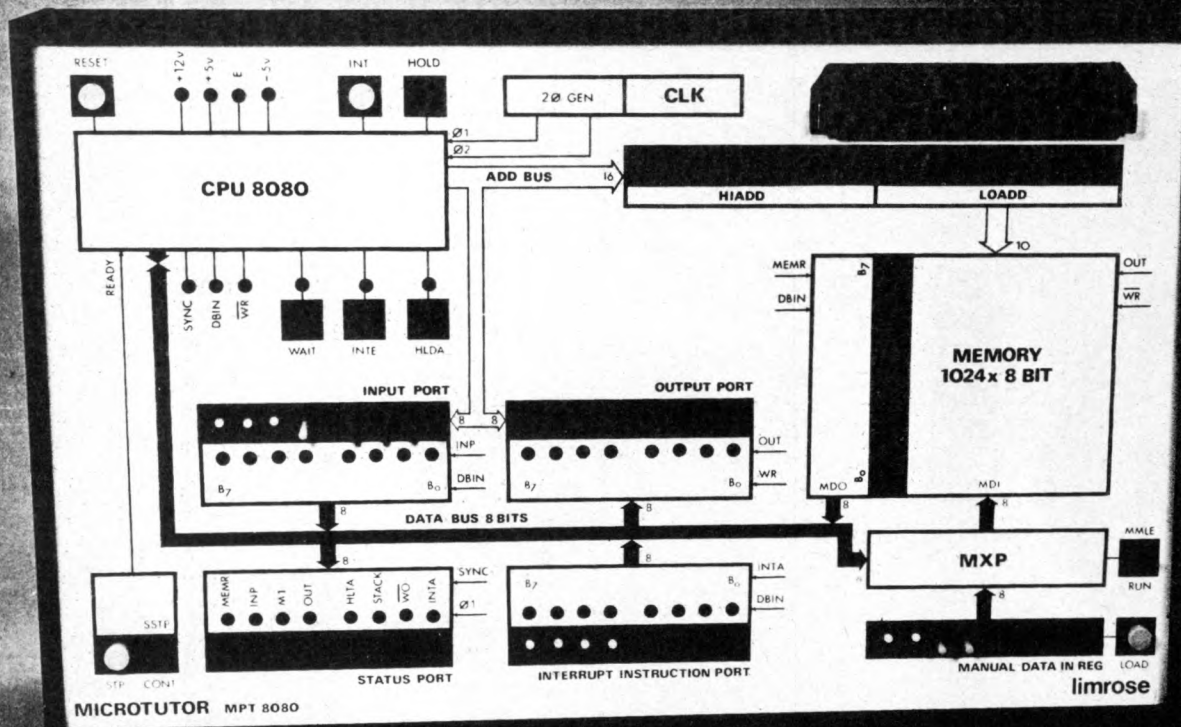 RESET
+12v
+5v
E
-5v
INT
HOLD
2Ø GEN
CLK
Ø1
Ø2
CPU 8080
ADD BUS
16
HIADD
LOADD
10
READY
SYNC
DBIN
WR
WAIT
INTE
HLDA
MEMR
DBIN
B7
OUT
WR
MEMORY
1024 x 8 BIT
B0
MDO
MDI
8
8
INPUT PORT
8
8
OUTPUT PORT
INP
DBIN
B7
B0
OUT
WR
B7
B0
8
DATA BUS 8 BITS
8
8
8
MXP
MMLE
RUN
8
MEMR
INP
M1
OUT
HLTA
STACK
WO
INTA
SYNC
Ø1
STATUS PORT
B7
B0
INTA
DBIN
INTERRUPT INSTRUCTION PORT
SSTP
STP
CONT
MANUAL DATA IN REG
LOAD
MICROTUTOR MPT 8080
limrose